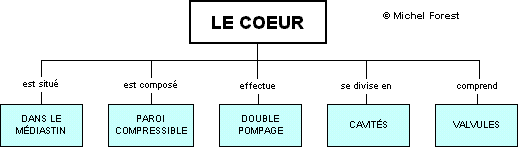 LE COEUR
© Michel Forest
est situé
est composé
effectue
se divise en
comprend
DANS LE
MÉDIASTIN
PAROI
COMPRESSIBLE
DOUBLE
POMPAGE
CAVITÉS
VALVULES